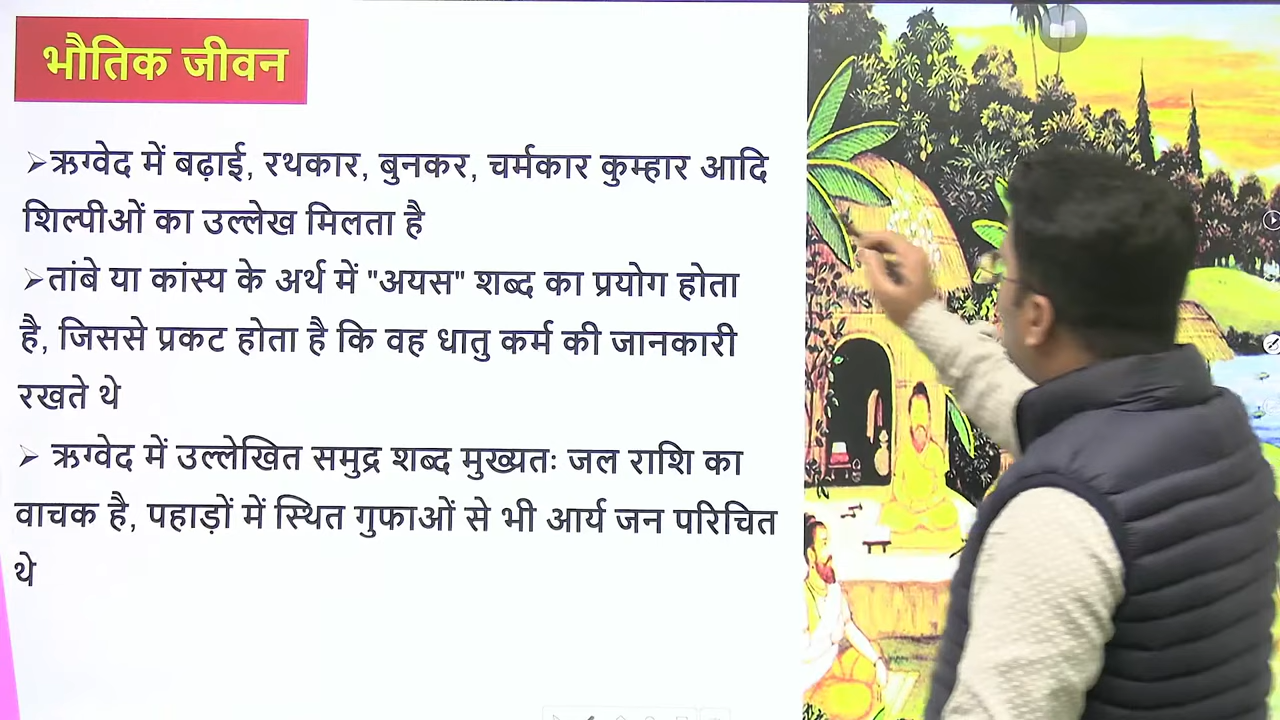 भौतिक जीवन
➢ऋग्वेद में बढ़ाई, रथकार, बुनकर, चर्मकार कुम्हार आदि
शिल्पीओं का उल्लेख मिलता है
➢तांबे या कांस्य के अर्थ में "अयस" शब्द का प्रयोग होता
है, जिससे प्रकट होता है कि वह धातु कर्म की जानकारी
रखते थे
➢ ऋग्वेद में उल्लेखित समुद्र शब्द मुख्यतः जल राशि का
वाचक है, पहाड़ों में स्थित गुफाओं से भी आर्य जन परिचित
थे